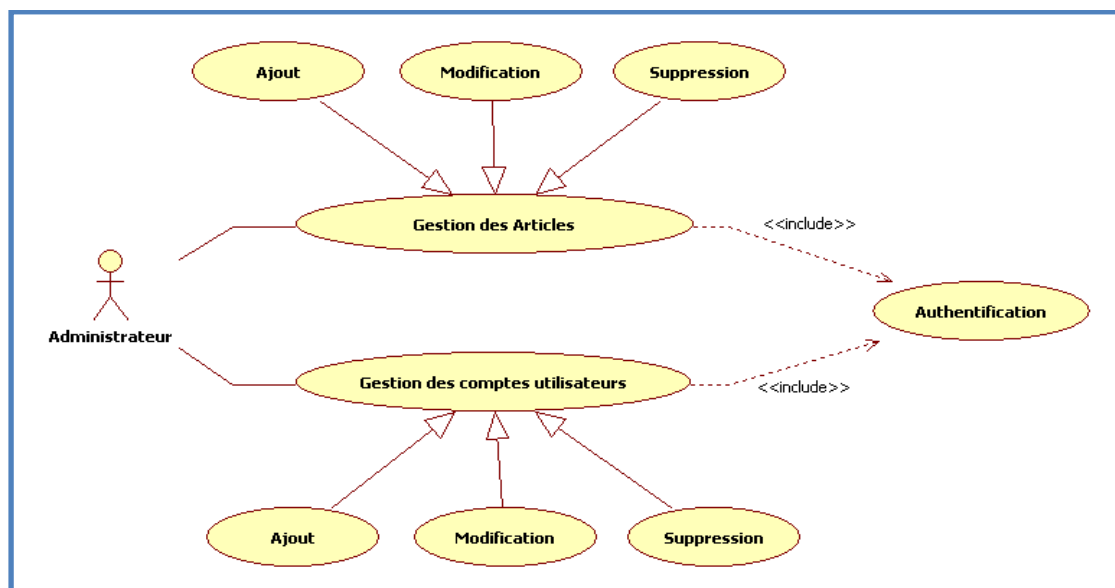 Ajout
Modification
Suppression
Gestion des Articles
<<include>>
Authentification
Administrateur
Gestion des comptes utilisateurs
<<include>>
Ajout
Modification
Suppression